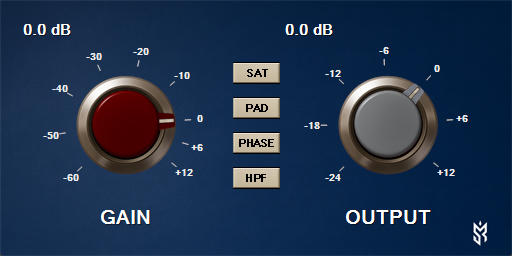 0.0 dB
0.0 dB
-60
-50
-40
-30
-20
-10
0
+6
+12
GAIN
SAT
PAD
PHASE
HPF
-24
-18
-12
-6
0
+6
+12
OUTPUT